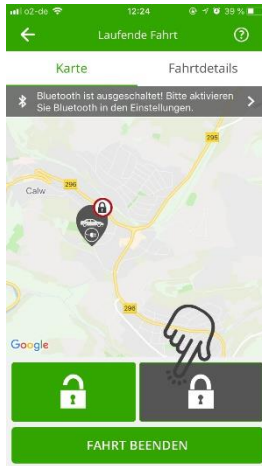 o2-de 12:24 39 %
Laufende Fahrt ?
Karte Fahrtdetails
Bluetooth ist ausgeschaltet! Bitte aktivieren
Sie Bluetooth in den Einstellungen.
295
296
Calw
296
Google
FAHRT BEENDEN